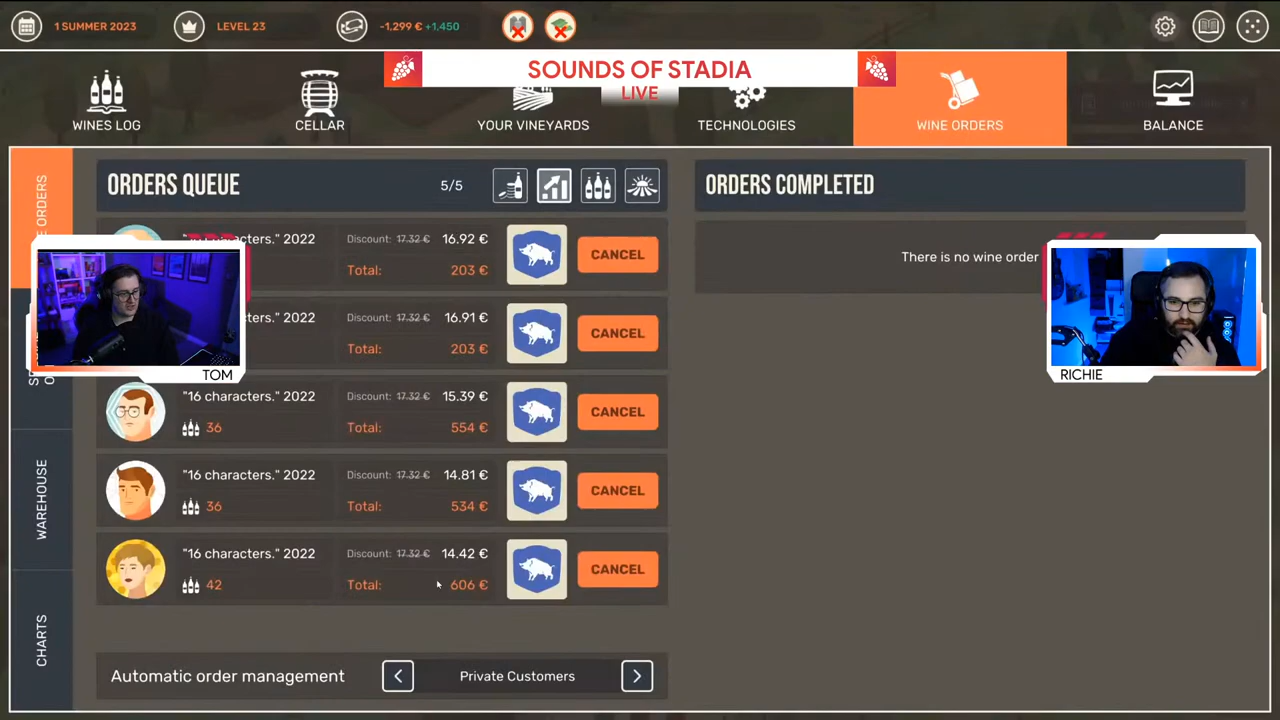 1 SUMMER 2023
LEVEL 23
-1,299 € +1,450
SOUNDS OF STADIA
LIVE
WINES LOG
CELLAR
YOUR VINEYARDS
TECHNOLOGIES
WINE ORDERS
BALANCE
ORDERS QUEUE
5/5
ORDERS COMPLETED
There is no wine order
2022
Discount: 17.32 € 16.92 €
Total: 203 €
CANCEL
2022
Discount: 17.32 € 16.91 €
Total: 203 €
CANCEL
"16 characters." 2022
36
Discount: 17.32 € 15.39 €
Total: 554 €
CANCEL
"16 characters." 2022
36
Discount: 17.32 € 14.81 €
Total: 534 €
CANCEL
"16 characters." 2022
42
Discount: 17.32 € 14.42 €
Total: 606 €
CANCEL
Automatic order management
Private Customers
ORDERS
WAREHOUSE
CHARTS
TOM
RICHIE